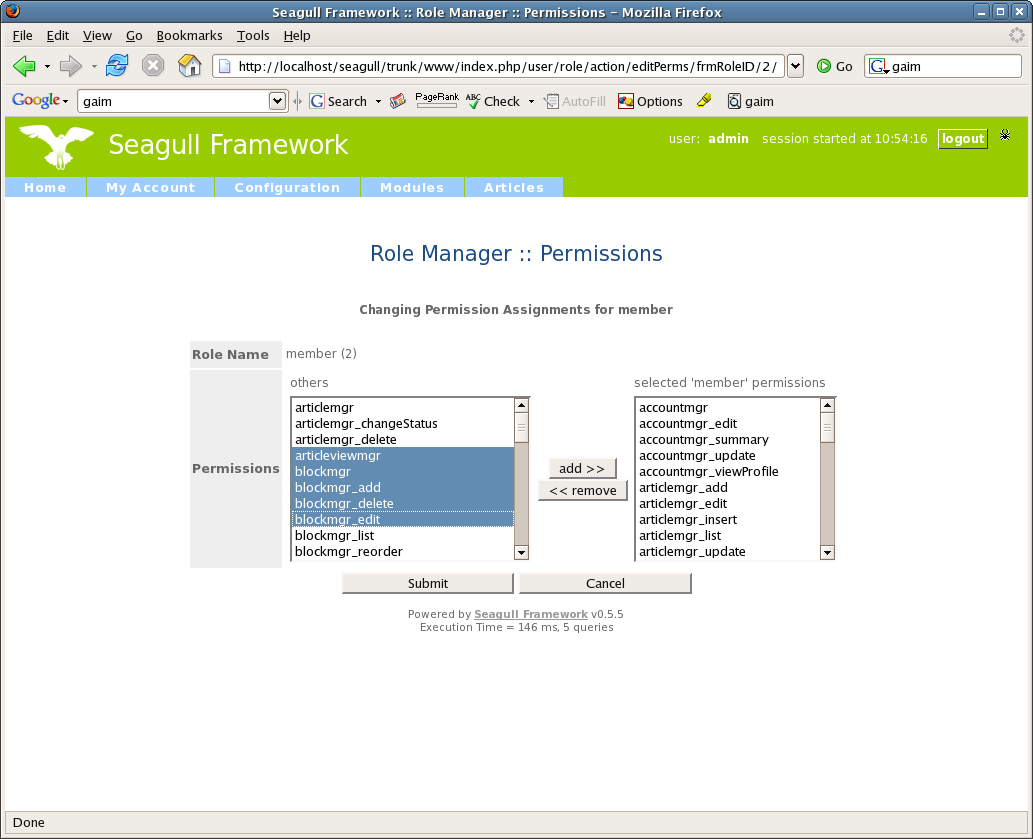 Seagull Framework :: Role Manager :: Permissions - Mozilla Firefox
File Edit View Go Bookmarks Tools Help
http://localhost/seagull/trunk/www/index.php/user/role/action/editPerms/frmRoleID/2/ Go gaim
Google gaim Search PageRank ABC Check AutoFill Options gaim
Seagull Framework
user: admin session started at 10:54:16 logout
Home My Account Configuration Modules Articles
Role Manager :: Permissions
Changing Permission Assignments for member
Role Name member (2)
Permissions
others
articlemgr
articlemgr_changeStatus
articlemgr_delete
articleviewmgr
blockmgr
blockmgr_add
blockmgr_delete
blockmgr_edit
blockmgr_list
blockmgr_reorder
add >>
<< remove
selected 'member' permissions
accountmgr
accountmgr_edit
accountmgr_summary
accountmgr_update
accountmgr_viewProfile
articlemgr_add
articlemgr_edit
articlemgr_insert
articlemgr_list
articlemgr_update
Submit Cancel
Powered by Seagull Framework v0.5.5
Execution Time = 146 ms, 5 queries
Done